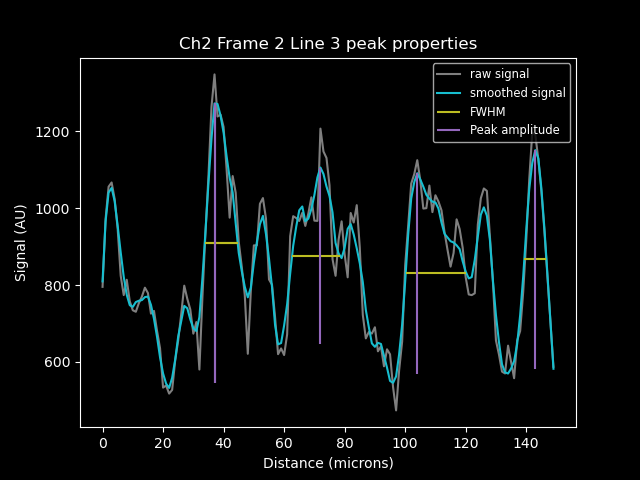 Ch2 Frame 2 Line 3 peak properties
raw signal
smoothed signal
FWHM
Peak amplitude
Signal (AU)
1200
1000
800
600
0 20 40 60 80 100 120 140
Distance (microns)